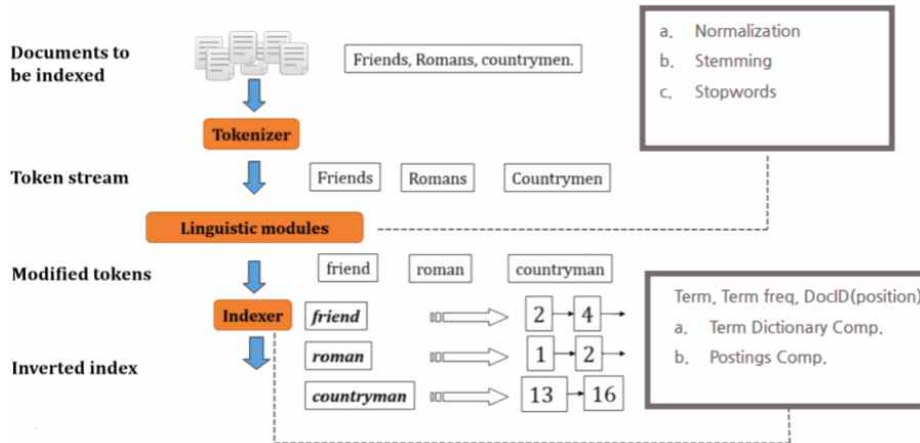 Documents to
be indexed
Friends, Romans, countrymen.
a. Normalization
b. Stemming
c. Stopwords
Tokenizer
Token stream
Friends Romans Countrymen
Linguistic modules
Modified tokens
friend roman countryman
Term, Term freq, DocID(position)
a. Term Dictionary Comp.
b. Postings Comp.
Indexer
friend 2 4
roman 1 2
Inverted index
countryman 13 16